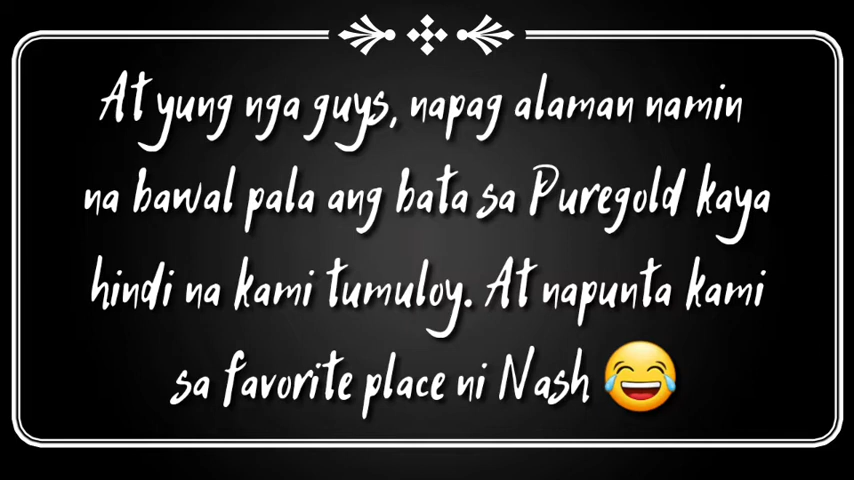 At yung nga guys, napag alaman namin
na bawal pala ang bata sa Puregold kaya
hindi na kami tumuloy. At napunta kami
sa favorite place ni Nash 😂